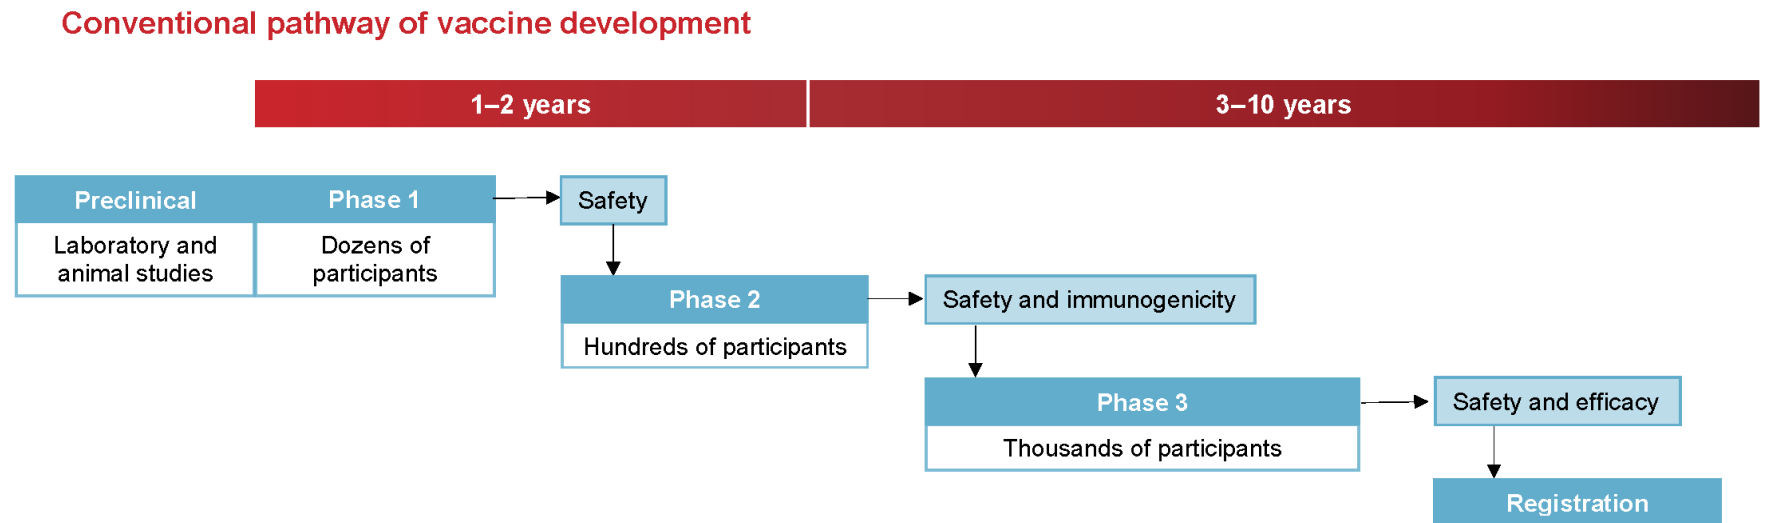 Conventional pathway of vaccine development
1–2 years
3–10 years
Preclinical
Laboratory and
animal studies
Phase 1
Dozens of
participants
Safety
Phase 2
Hundreds of participants
Safety and immunogenicity
Phase 3
Thousands of participants
Safety and efficacy
Registration